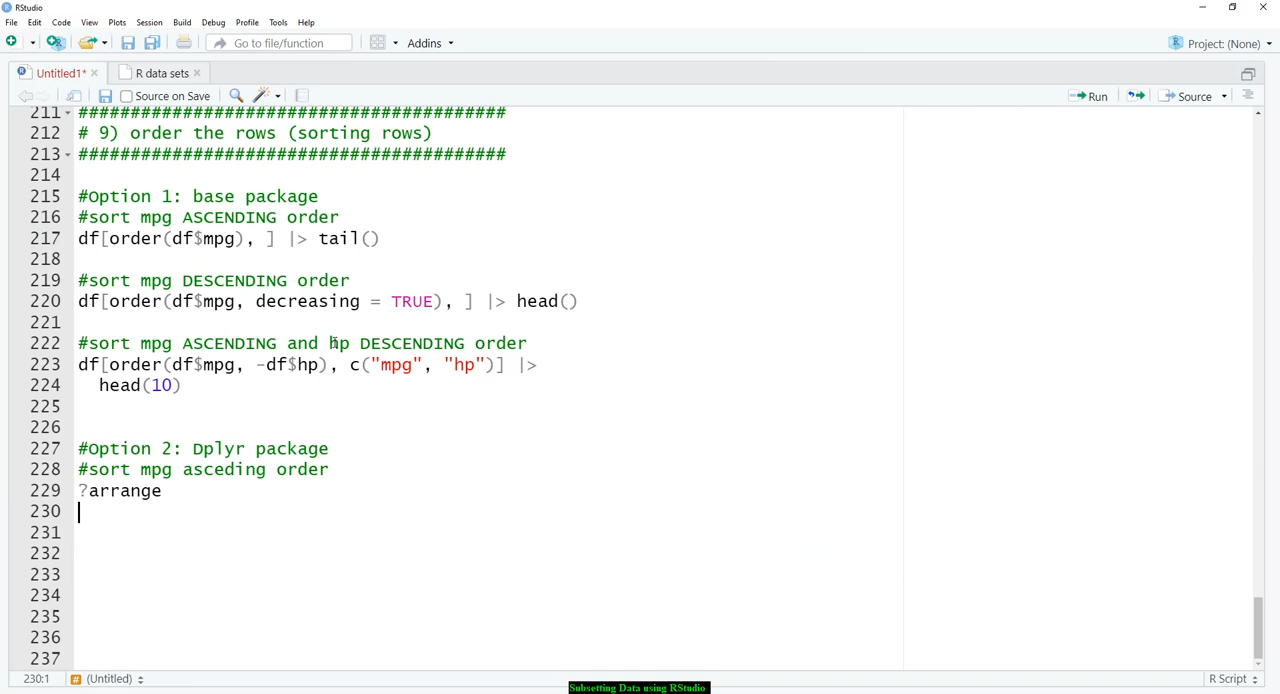 RStudio
File Edit Code View Plots Session Build Debug Profile Tools Help
Go to file/function Addins Project: (None)
Untitled1* R data sets
Source on Save Run Source
211 #########################################
212 # 9) order the rows (sorting rows)
213 #########################################
214
215 #Option 1: base package
216 #sort mpg ASCENDING order
217 df[order(df$mpg), ] |> tail()
218
219 #sort mpg DESCENDING order
220 df[order(df$mpg, decreasing = TRUE), ] |> head()
221
222 #sort mpg ASCENDING and hp DESCENDING order
223 df[order(df$mpg, -df$hp), c("mpg", "hp")] |>
224 head(10)
225
226
227 #Option 2: Dplyr package
228 #sort mpg asceding order
229 ?arrange
230
231
232
233
234
235
236
237
230:1 # (Untitled) R Script
Subsetting Data using RStudio